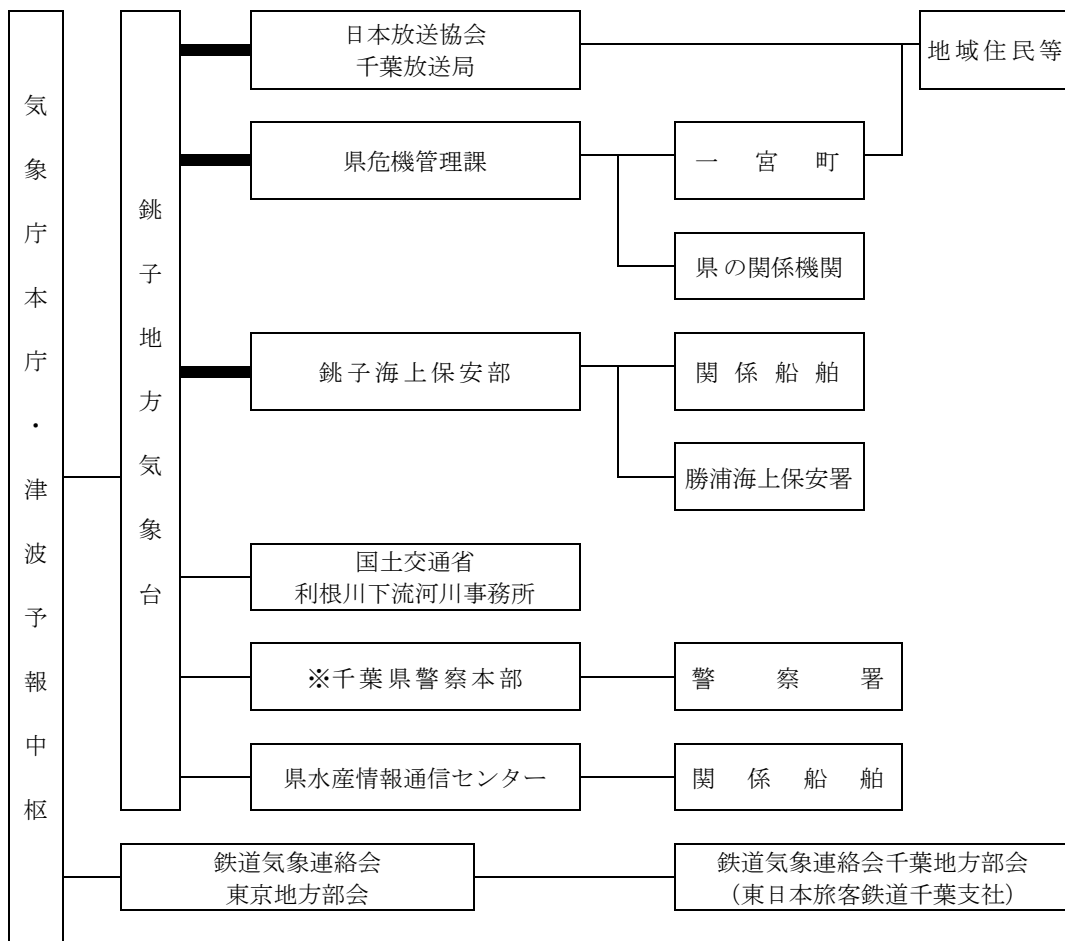 気象庁本庁・津波予報中枢
銚子地方気象台
日本放送協会
千葉放送局
地域住民等
県危機管理課
一宮町
県の関係機関
銚子海上保安部
関係船舶
勝浦海上保安署
国土交通省
利根川下流河川事務所
※千葉県警察本部
警察署
県水産情報通信センター
関係船舶
鉄道気象連絡会
東京地方部会
鉄道気象連絡会千葉地方部会
（東日本旅客鉄道千葉支社）